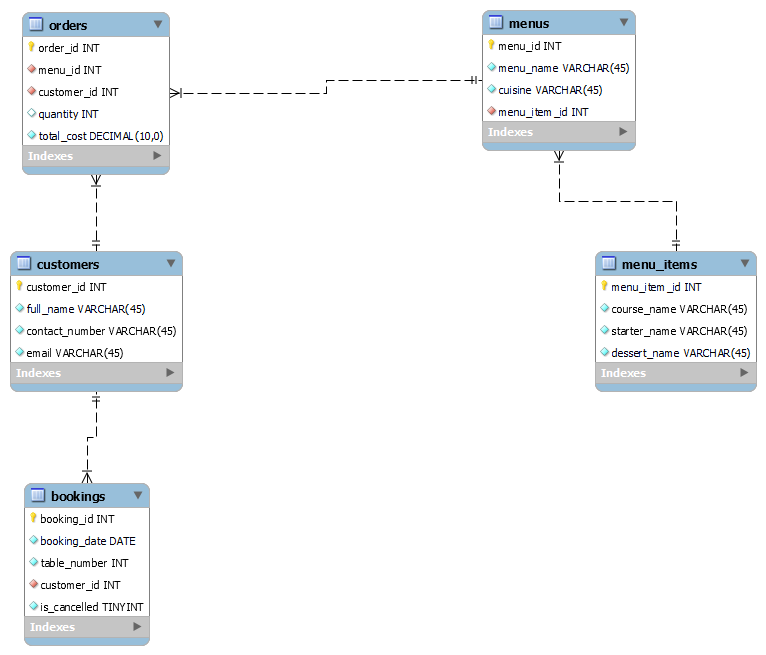 orders
order_id INT
menu_id INT
customer_id INT
quantity INT
total_cost DECIMAL(10,0)
Indexes
menus
menu_id INT
menu_name VARCHAR(45)
cuisine VARCHAR(45)
menu_item_id INT
Indexes
customers
customer_id INT
full_name VARCHAR(45)
contact_number VARCHAR(45)
email VARCHAR(45)
Indexes
menu_items
menu_item_id INT
course_name VARCHAR(45)
starter_name VARCHAR(45)
dessert_name VARCHAR(45)
Indexes
bookings
booking_id INT
booking_date DATE
table_number INT
customer_id INT
is_cancelled TINYINT
Indexes